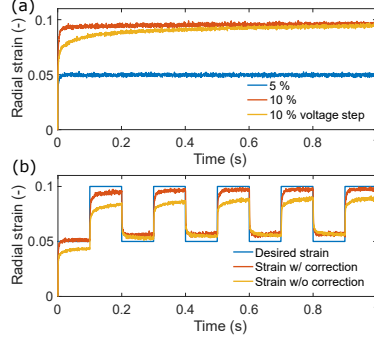 (a)
0.1
0.05
0
Radial strain (-)
5 %
10 %
10 % voltage step
0 0.2 0.4 0.6 0.8 1
Time (s)
(b)
0.1
0.05
0
Radial strain (-)
Desired strain
Strain w/ correction
Strain w/o correction
0 0.2 0.4 0.6 0.8 1
Time (s)